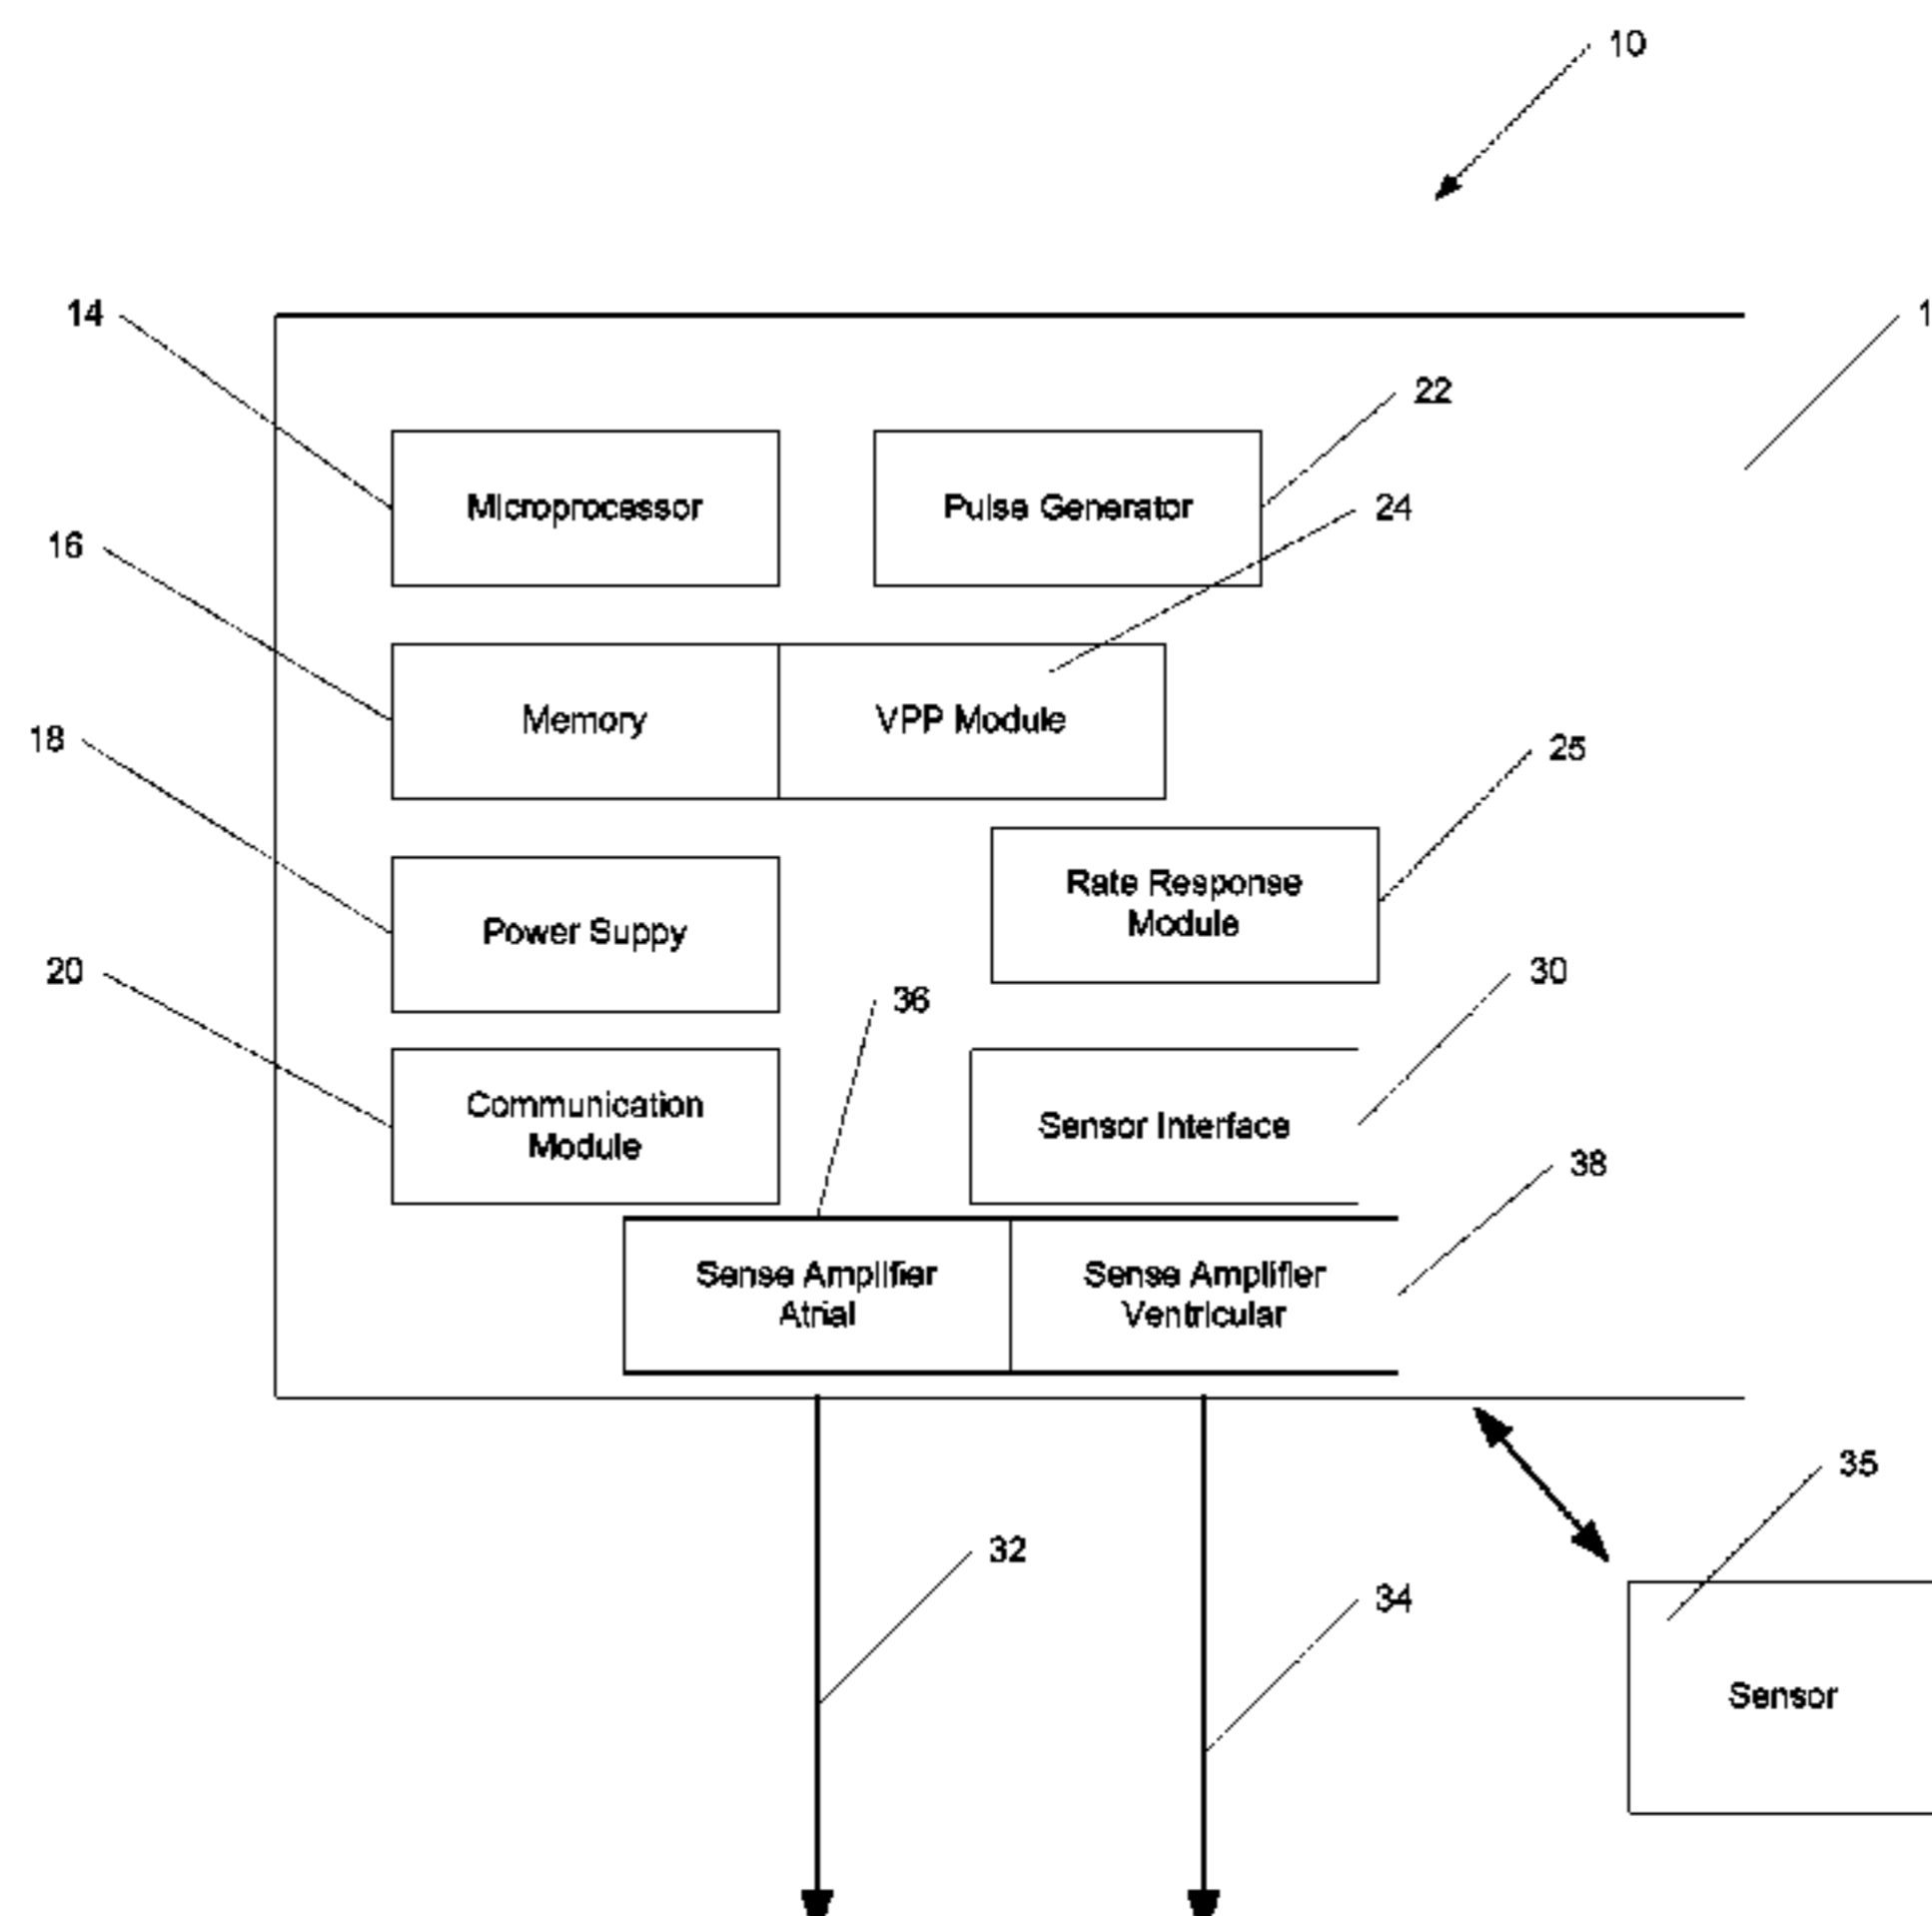 10
14
1
22
Microprocessor
Pulse Generator
24
16
Memory
VPP Module
18
25
Rate Response
Module
Power Suppy
20
36
30
Communication
Module
Sensor Interface
38
Sense Amplifier
Atrial
Sense Amplifier
Ventricular
35
32
34
Sensor